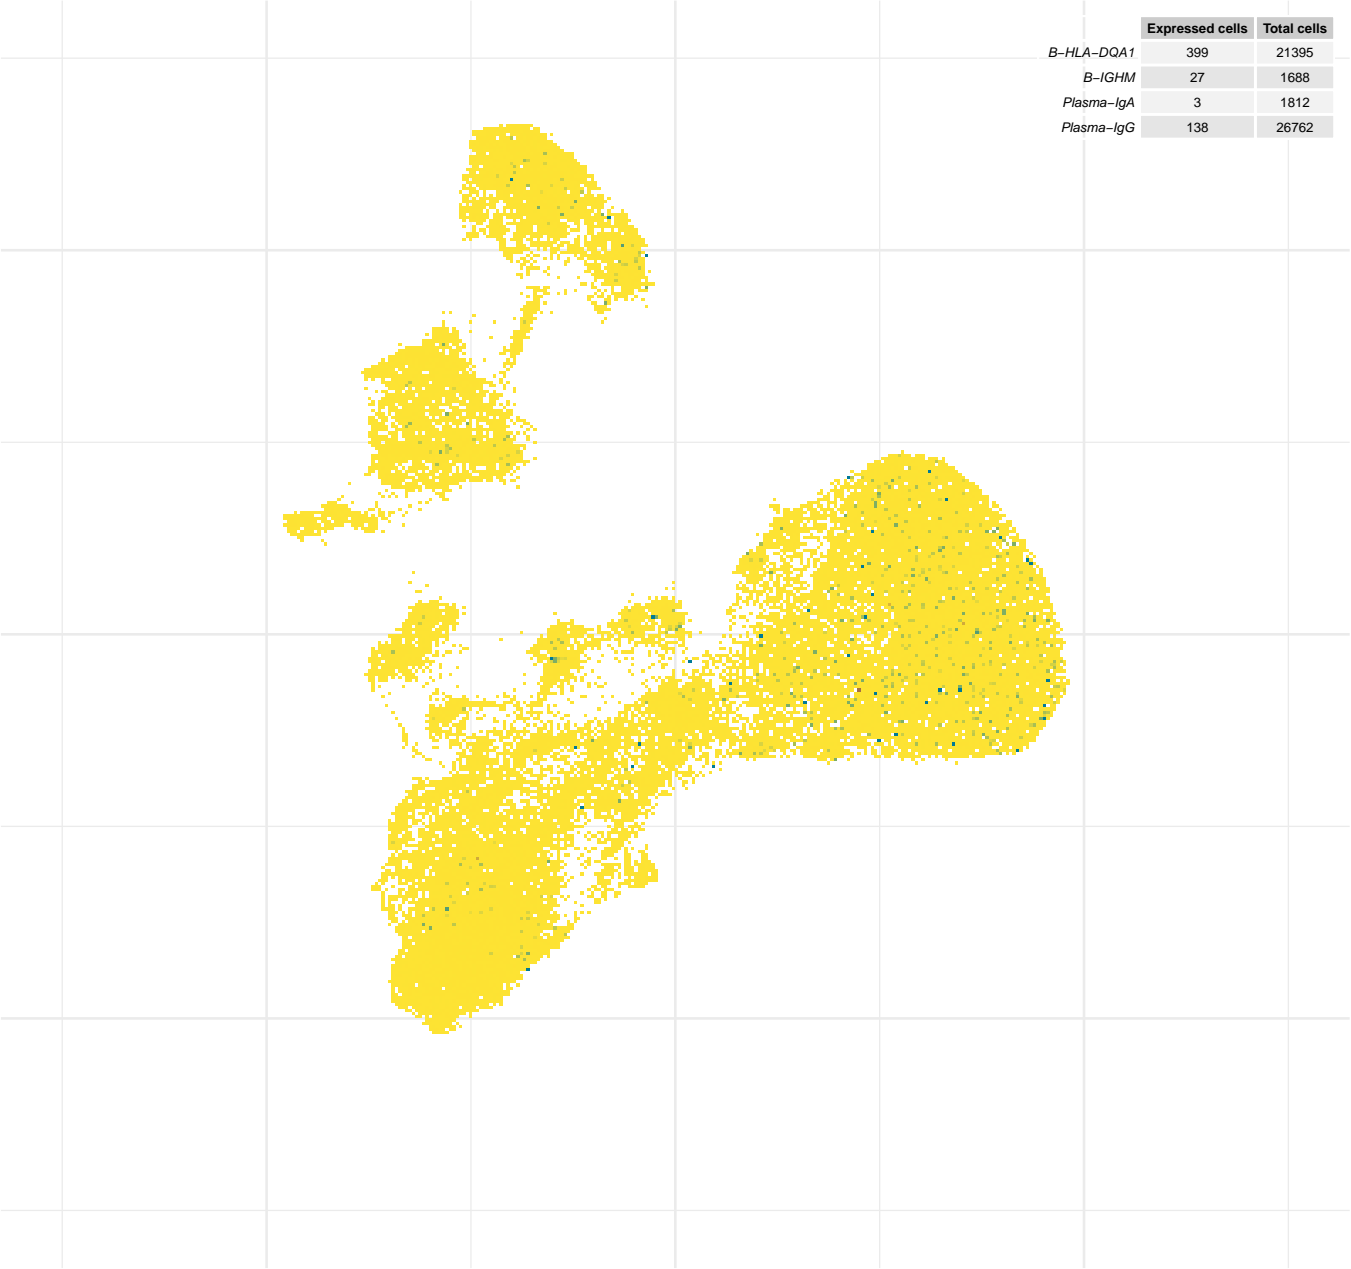 Expressed cells Total cells
B−HLA−DQA1 399 21395
B−IGHM 27 1688
Plasma−IgA 3 1812
Plasma−IgG 138 26762